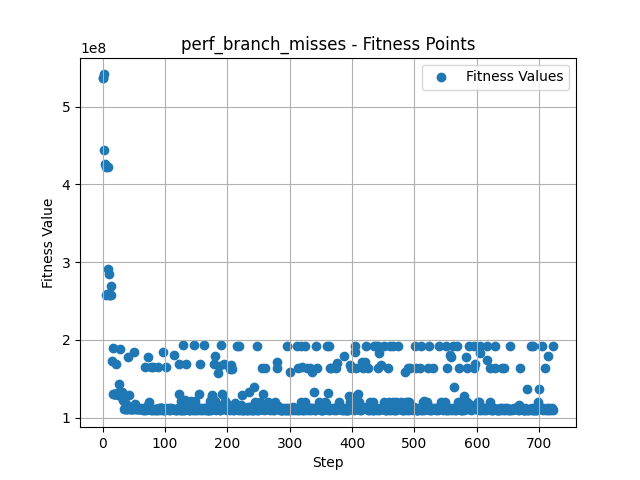 perf_branch_misses - Fitness Points
1e8
Fitness Values
5
4
3
2
1
Fitness Value
0 100 200 300 400 500 600 700
Step